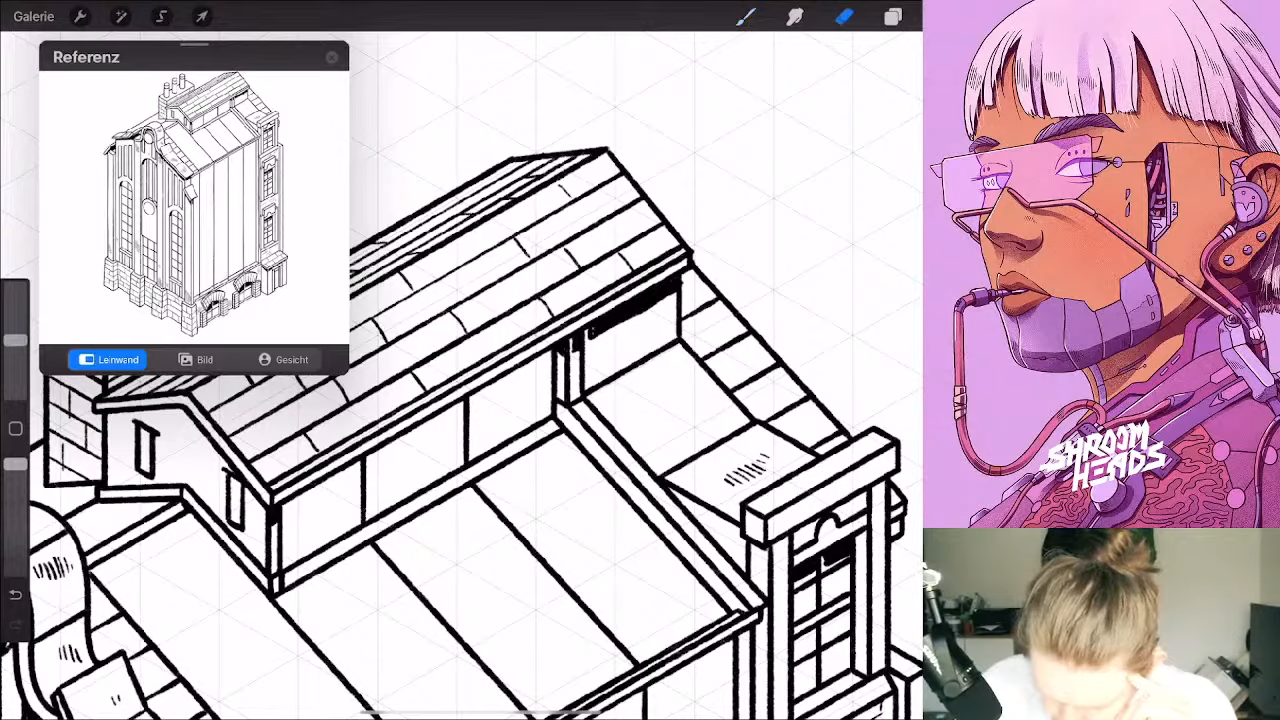 Galerie
Referenz
Leinwand
Bild
Gesicht
SHROOM
HEADS